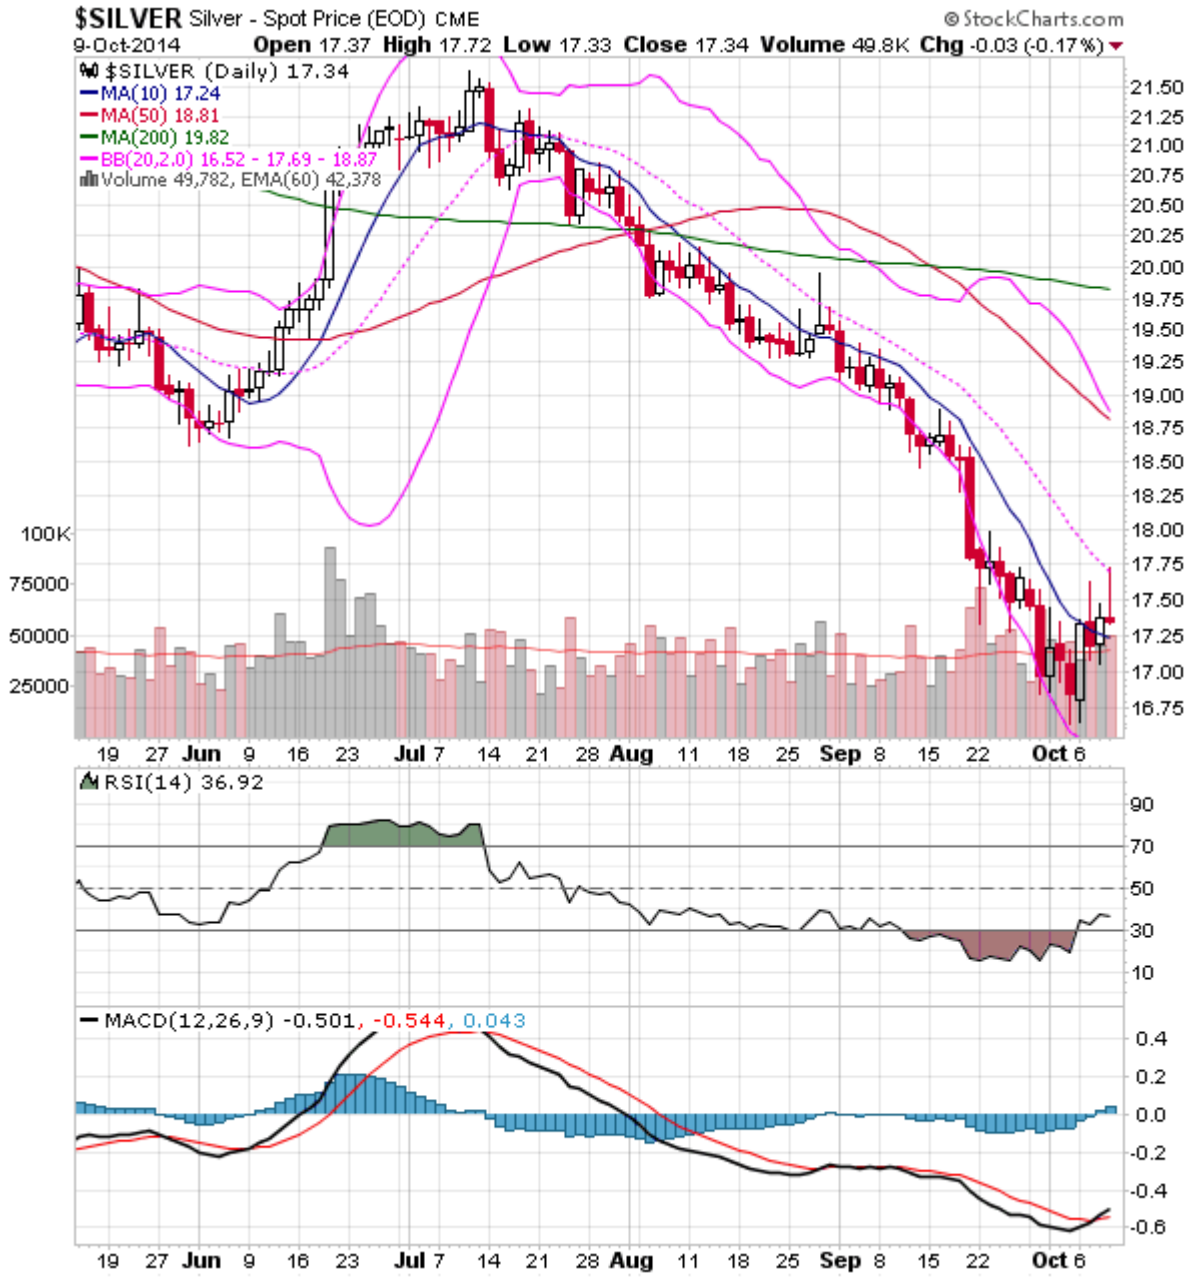 $SILVER Silver - Spot Price (EOD) CME © StockCharts.com
9-Oct-2014 Open 17.37 High 17.72 Low 17.33 Close 17.34 Volume 49.8K Chg -0.03 (-0.17%)
$SILVER (Daily) 17.34
MA(10) 17.24
MA(50) 18.81
MA(200) 19.82
BB(20,2.0) 16.52 - 17.69 - 18.87
Volume 49,782, EMA(60) 42,378
21.50
21.25
21.00
20.75
20.50
20.25
20.00
19.75
19.50
19.25
19.00
18.75
18.50
18.25
18.00
17.75
17.50
17.25
17.00
16.75
100K
75000
50000
25000
19 27 Jun 9 16 23 Jul 7 14 21 28 Aug 11 18 25 Sep 8 15 22 Oct 6
RSI(14) 36.92
90
70
50
30
10
MACD(12,26,9) -0.501, -0.544, 0.043
0.4
0.2
0.0
-0.2
-0.4
-0.6
19 27 Jun 9 16 23 Jul 7 14 21 28 Aug 11 18 25 Sep 8 15 22 Oct 6